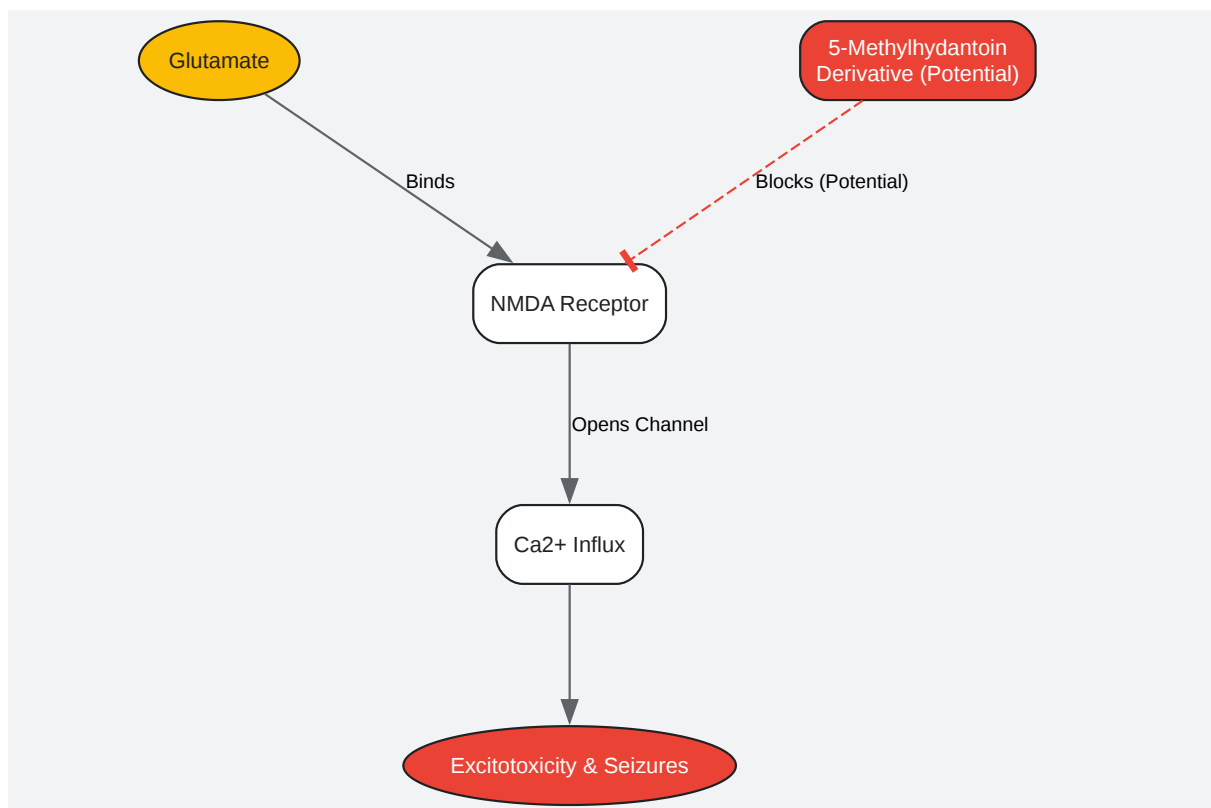 Glutamate
5-Methylhydantoin
Derivative (Potential)
Binds
Blocks (Potential)
NMDA Receptor
Opens Channel
Ca2+ Influx
Excitotoxicity & Seizures